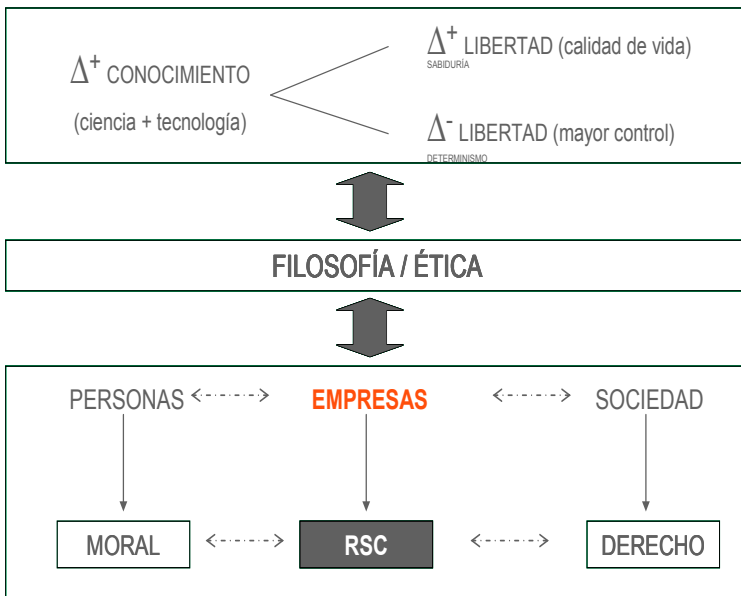 Δ+ CONOCIMIENTO
(ciencia + tecnología)
Δ+ LIBERTAD (calidad de vida)
SABIDURÍA
Δ- LIBERTAD (mayor control)
DETERMINISMO
FILOSOFÍA / ÉTICA
PERSONAS EMPRESAS SOCIEDAD
MORAL RSC DERECHO